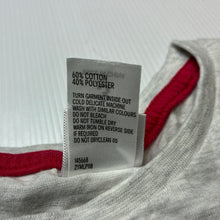 60% COTTON
40% POLYESTER
TURN GARMENT INSIDE OUT
COLD DELICATE MACHINE
WASH WITH SIMILAR COLOURS
DO NOT BLEACH
DO NOT TUMBLE DRY
WARM IRON ON REVERSE SIDE
IF REQUIRED
DO NOT DRYCLEAN